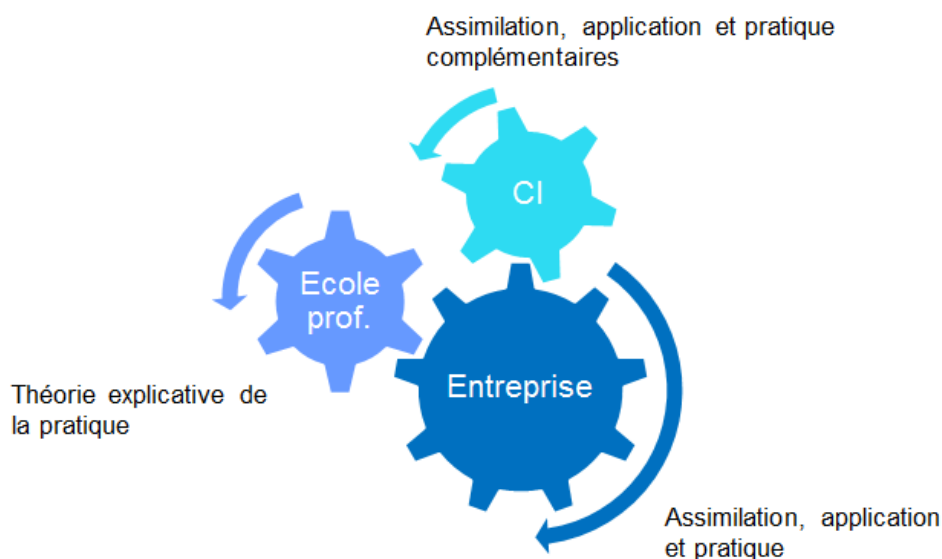 Assimilation, application et pratique
complémentaires
CI
Ecole
prof.
Entreprise
Théorie explicative de
la pratique
Assimilation, application
et pratique